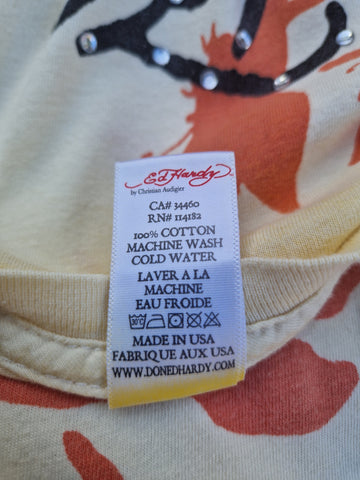 Ed Hardy
by Christian Audigier
CA# 34460
RN# 114182
100% COTTON
MACHINE WASH
COLD WATER
LAVER A LA
MACHINE
EAU FROIDE
30°
MADE IN USA
FABRIQUE AUX USA
WWW.DONEDHARDY.COM